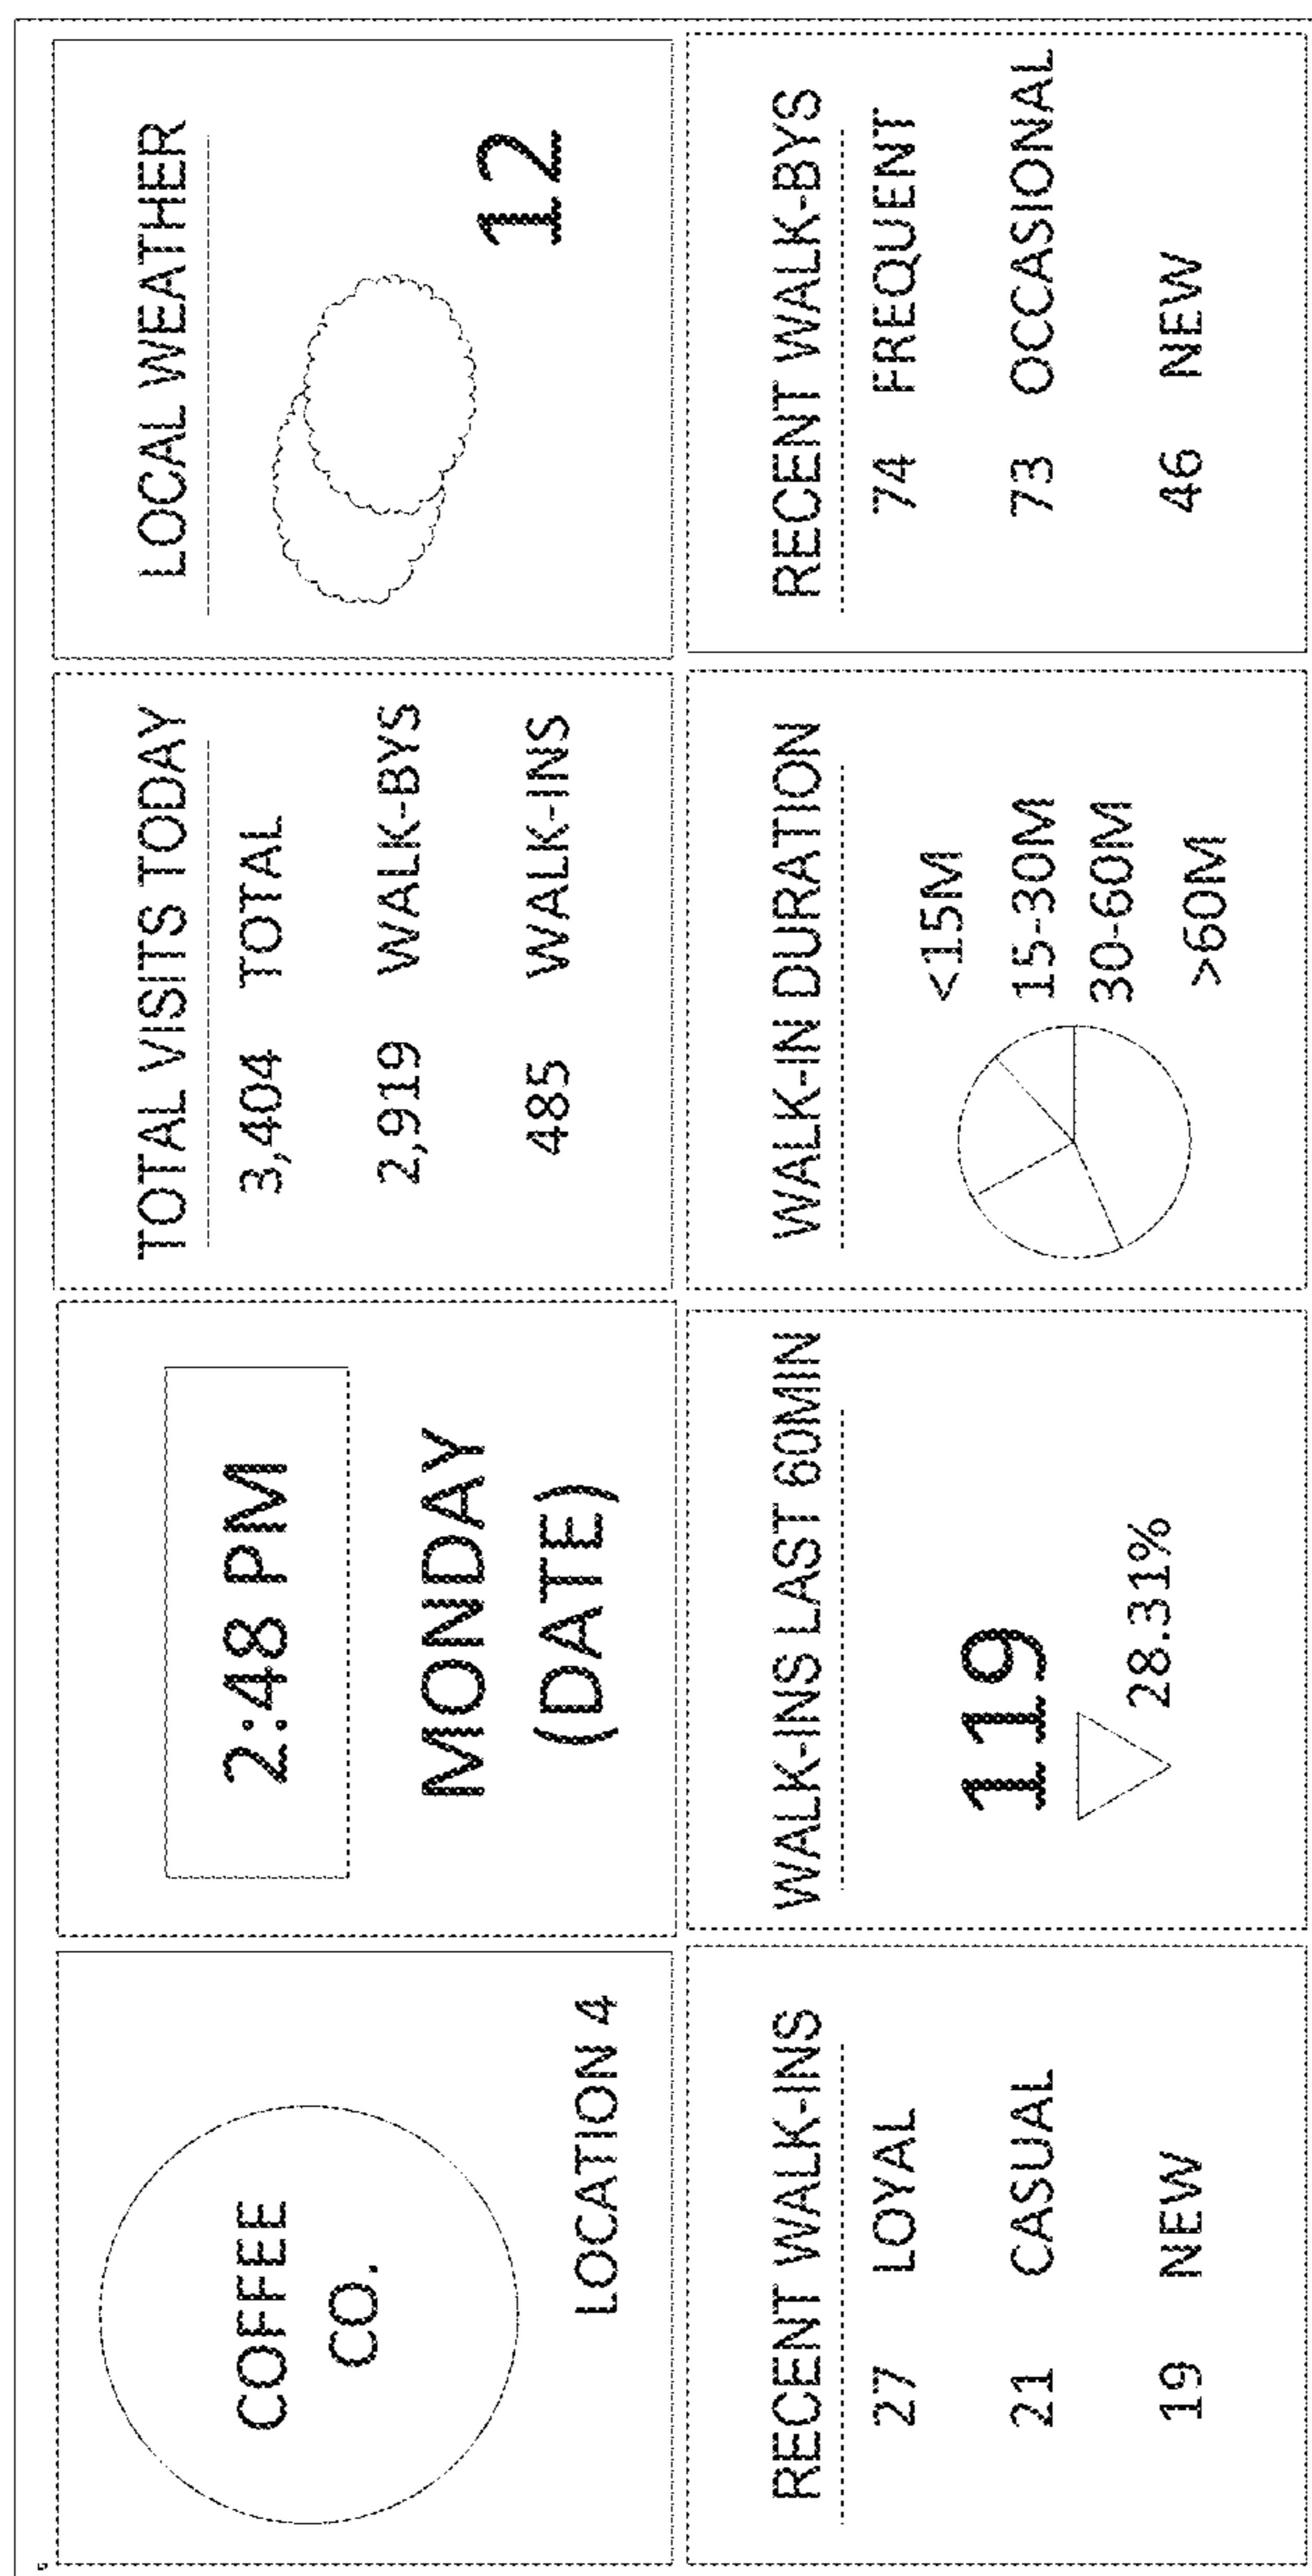 COFFEE
CO.
LOCATION 4
2:48 PM
MONDAY
(DATE)
TOTAL VISITS TODAY
3,404 TOTAL
2,919 WALK-BYS
485 WALK-INS
LOCAL WEATHER
12
RECENT WALK-INS
27 LOYAL
21 CASUAL
19 NEW
WALK-INS LAST 60MIN
119
28.31%
WALK-IN DURATION
<15M
15-30M
30-60M
>60M
RECENT WALK-BYS
74 FREQUENT
73 OCCASIONAL
46 NEW